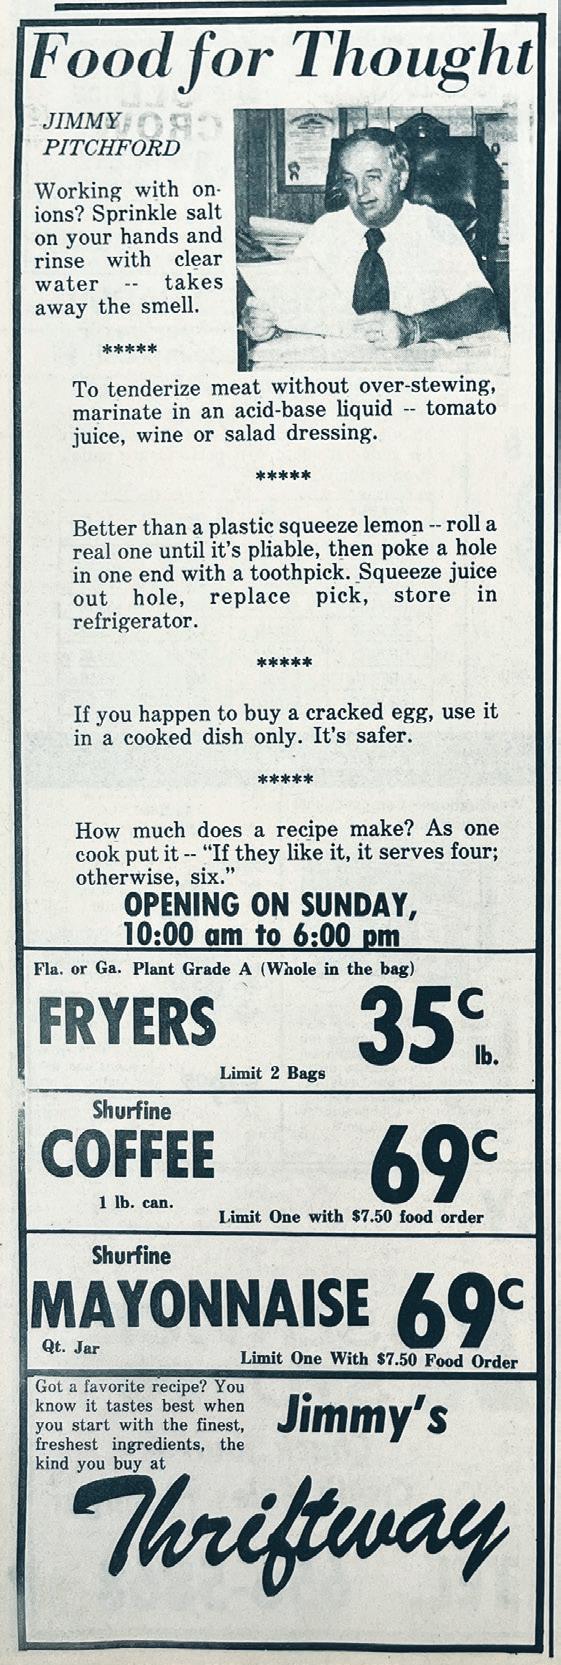 Food for Thought
JIMMY
PITCHFORD
Working with on-
ions? Sprinkle salt
on your hands and
rinse with clear
water -- takes
away the smell.
*****
To tenderize meat without over-stewing,
marinate in an acid-base liquid -- tomato
juice, wine or salad dressing.
*****
Better than a plastic squeeze lemon -- roll a
real one until it's pliable, then poke a hole
in one end with a toothpick. Squeeze juice
out hole, replace pick, store in
refrigerator.
*****
If you happen to buy a cracked egg, use it
in a cooked dish only. It's safer.
*****
How much does a recipe make? As one
cook put it -- “If they like it, it serves four;
otherwise, six.”
OPENING ON SUNDAY,
10:00 am to 6:00 pm
Fla. or Ga. Plant Grade A (Whole in the bag)
FRYERS 35c
lb.
Limit 2 Bags
Shurfine
COFFEE 69c
1 lb. can.
Limit One with $7.50 food order
Shurfine
MAYONNAISE 69c
Qt. Jar
Limit One With $7.50 Food Order
Got a favorite recipe? You
know it tastes best when
you start with the finest,
freshest ingredients, the
kind you buy at
Jimmy's
Thriftway